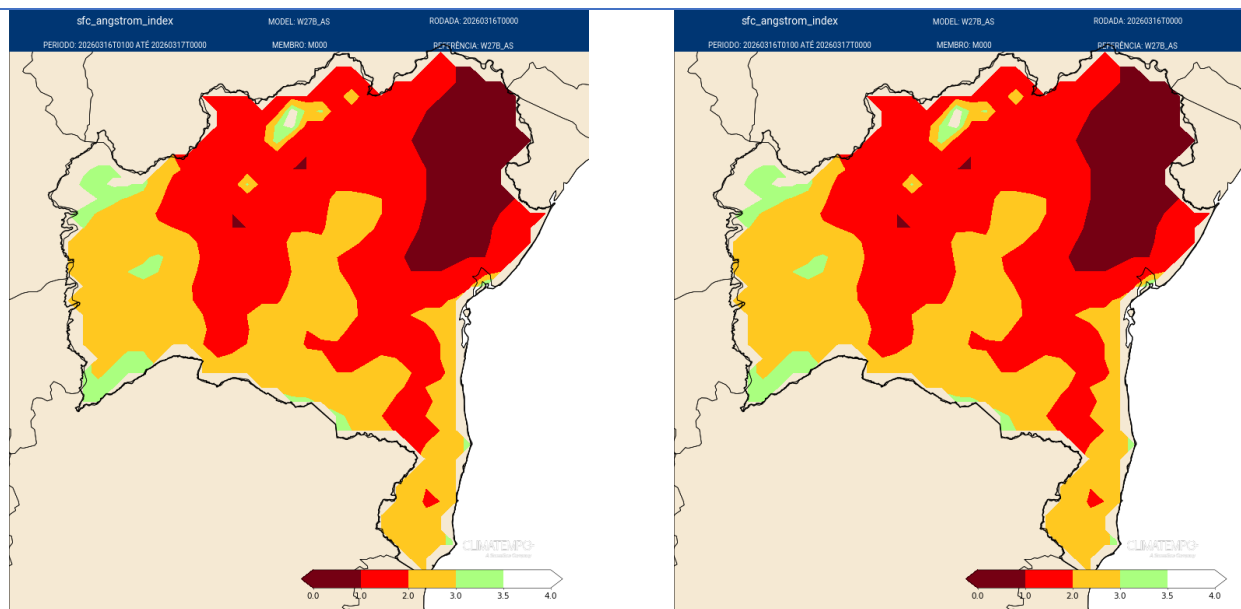 sfc_angstrom_index MODEL: W27B_AS RODADA: 20260316T0000
PERIODO: 20260316T0100 ATÉ 20260317T0000 MEMBRO: M000 REFERÊNCIA: W27B_AS
CLIMATEMPO
0.0 1.0 2.0 3.0 3.5 4.0
sfc_angstrom_index MODEL: W27B_AS RODADA: 20260316T0000
PERIODO: 20260316T0100 ATÉ 20260317T0000 MEMBRO: M000 REFERÊNCIA: W27B_AS
CLIMATEMPO
0.0 1.0 2.0 3.0 3.5 4.0